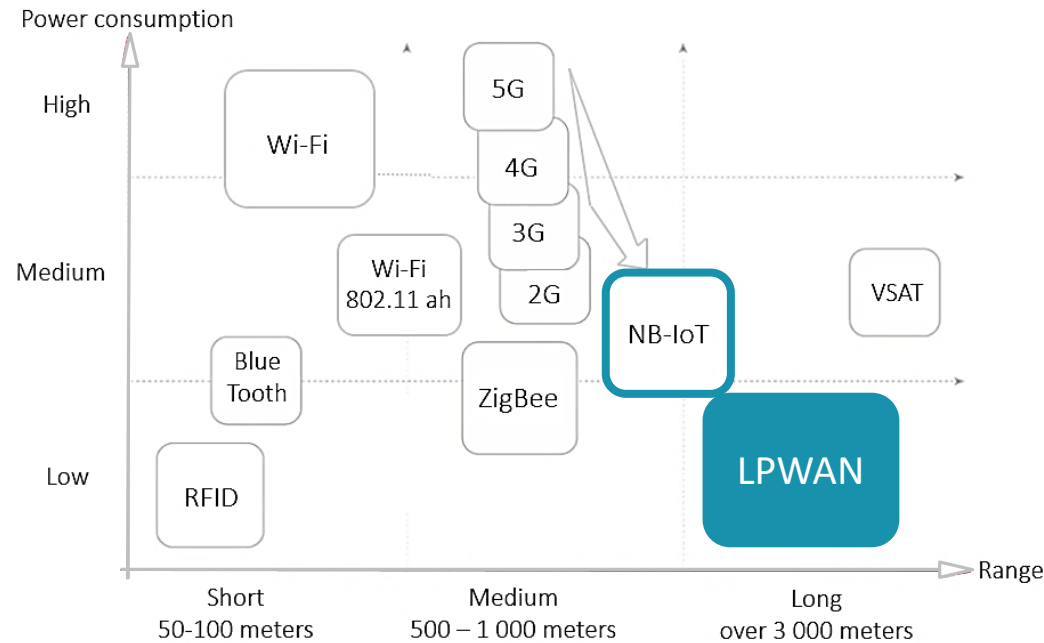 Power consumption
High
Medium
Low
5G
Wi-Fi
4G
3G
Wi-Fi
802.11 ah
2G
VSAT
NB-IoT
Blue
Tooth
ZigBee
LPWAN
RFID
Range
Short
50-100 meters
Medium
500 – 1 000 meters
Long
over 3 000 meters